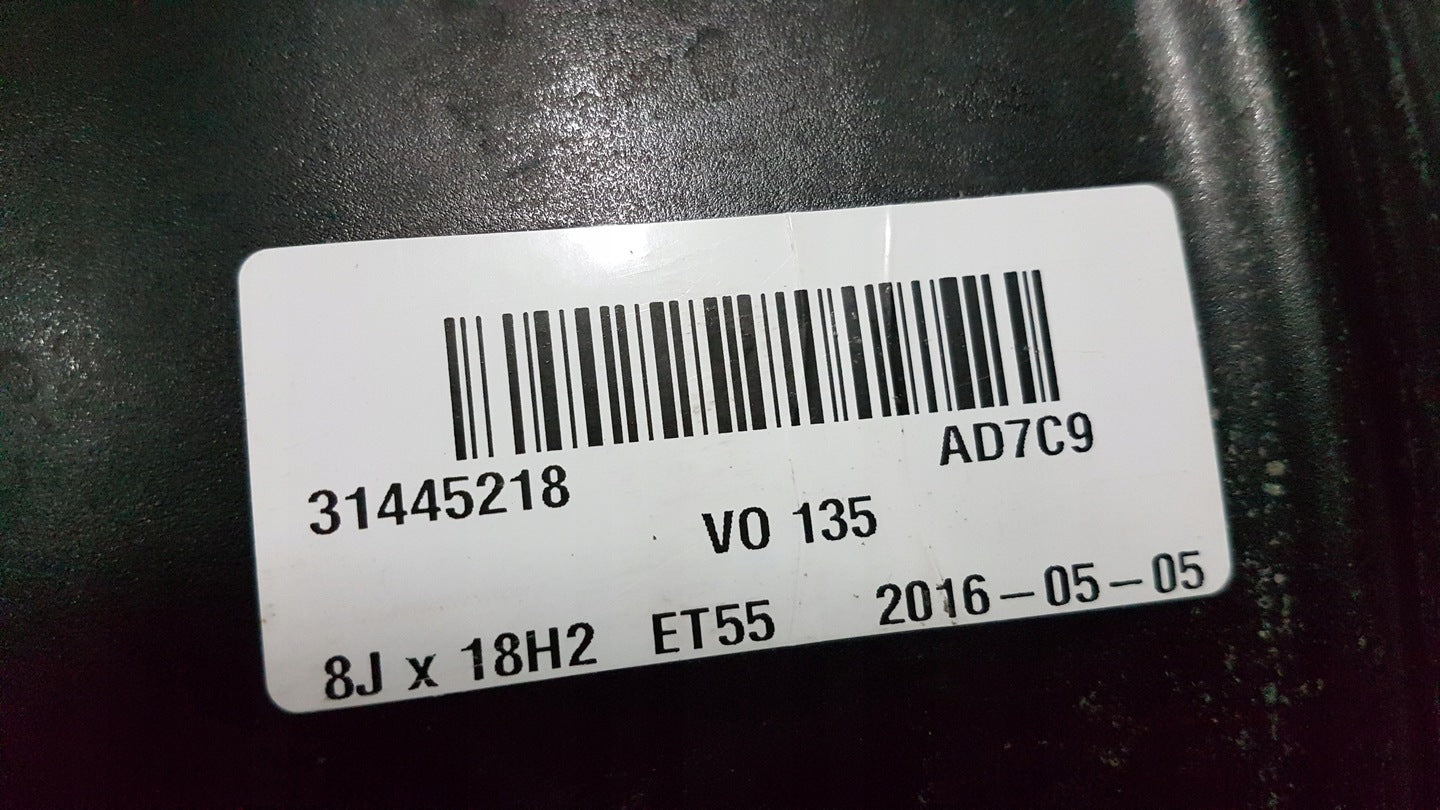 31445218 AD7C9
VO 135
8J x 18H2 ET55 2016-05-05